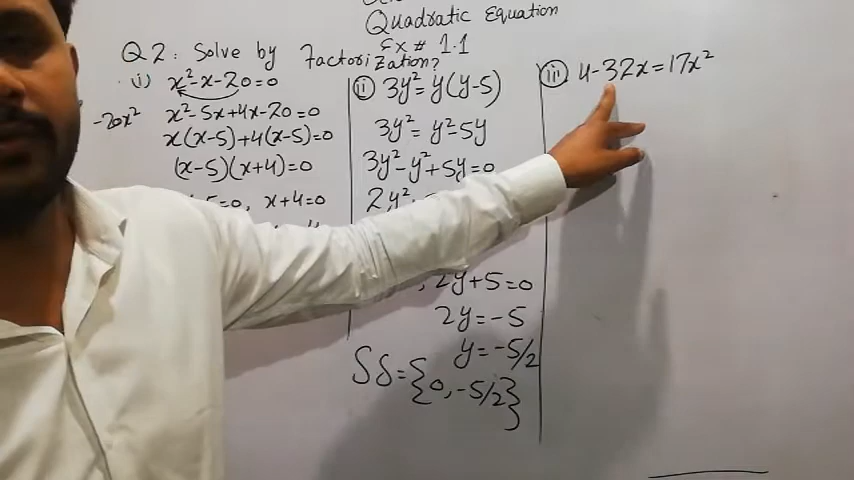 Quadratic Equation
Ex # 1.1
Q 2: Solve by Factorization?
(i) x²-x-20=0
-20x²
x²-5x+4x-20=0
x(x-5)+4(x-5)=0
(x-5)(x+4)=0
5=0, x+4=0
(ii) 3y²= y(y-5)
3y²= y²-5y
3y²-y²+5y=0
2y²
, 2y+5=0
2y=-5
y=-5/2
SS={0,-5/2}
(iii) 4-32x=17x²